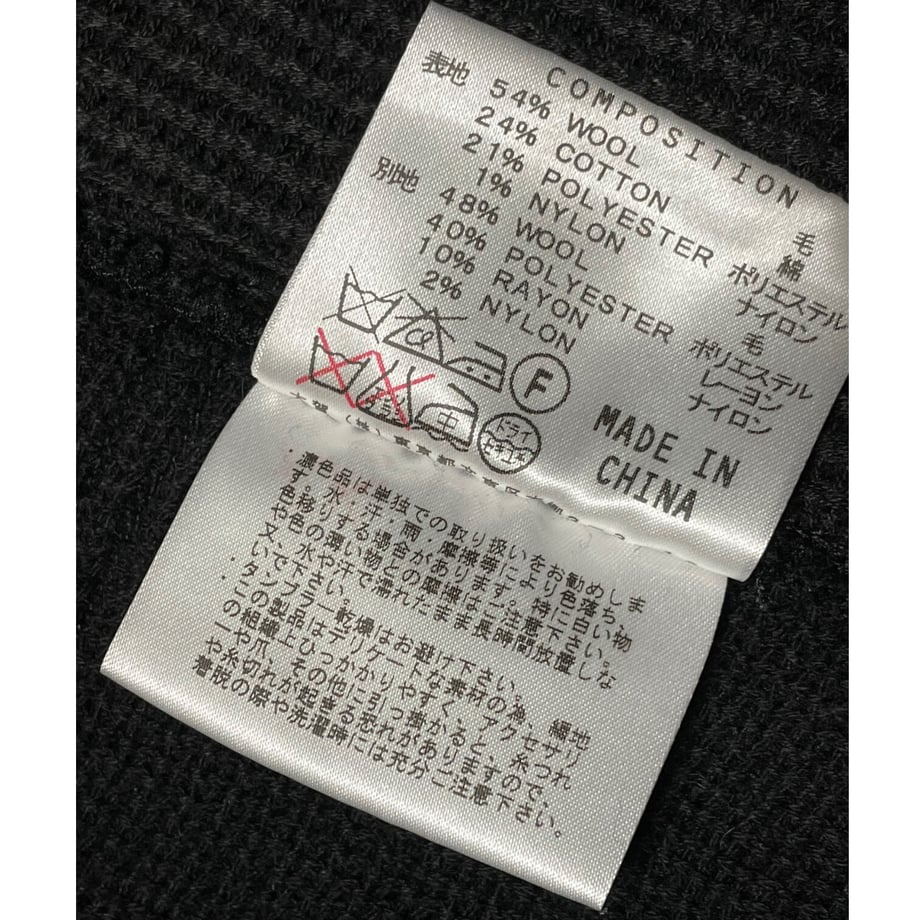 COMPOSITION
表地 54% WOOL 毛
24% COTTON 綿
21% POLYESTER ポリエステル
1% NYLON ナイロン
別地 48% WOOL 毛
40% POLYESTER ポリエステル
10% RAYON レーヨン
2% NYLON ナイロン
F
エンソサラシ
中
ドライ
セキユ系
MADE IN
CHINA
・濃色品は単独での取り扱いをお勧めしま
す。水・汗・雨・摩擦等により色落ち、
色移りする場合があります。特に白い物
や色の薄い物との摩擦はご注意下さい。
又、水や汗で濡れたまま長時間放置しな
いで下さい。
・タンブラー乾燥はお避け下さい。
・この製品はデリケートな素材の為、編地
の組織上ひっかかりやすく、アクセサリ
ーや爪、その他に引っ掛かると、糸つれ
や糸切れが起きる恐れがありますので、
着脱の際や洗濯時には充分ご注意下さい。